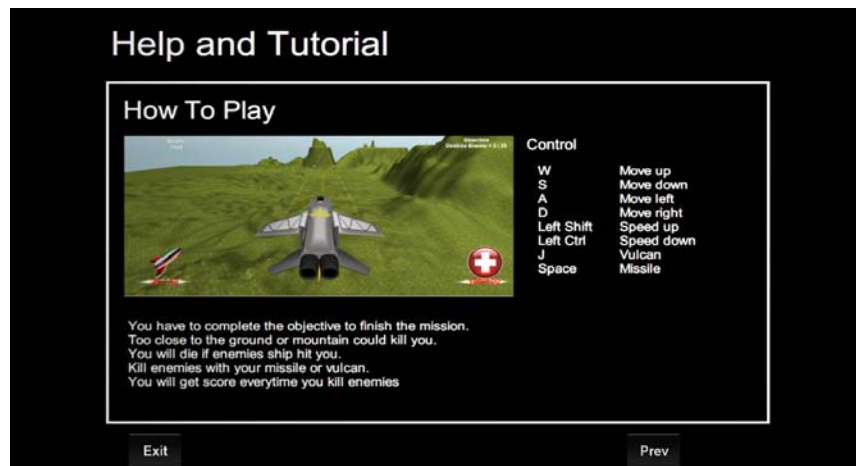 Help and Tutorial
How To Play
Control
W Move up
S Move down
A Move left
D Move right
Left Shift Speed up
Left Ctrl Speed down
J Vulcan
Space Missile
You have to complete the objective to finish the mission.
Too close to the ground or mountain could kill you.
You will die if enemies ship hit you.
Kill enemies with your missile or vulcan.
You will get score everytime you kill enemies
Exit Prev